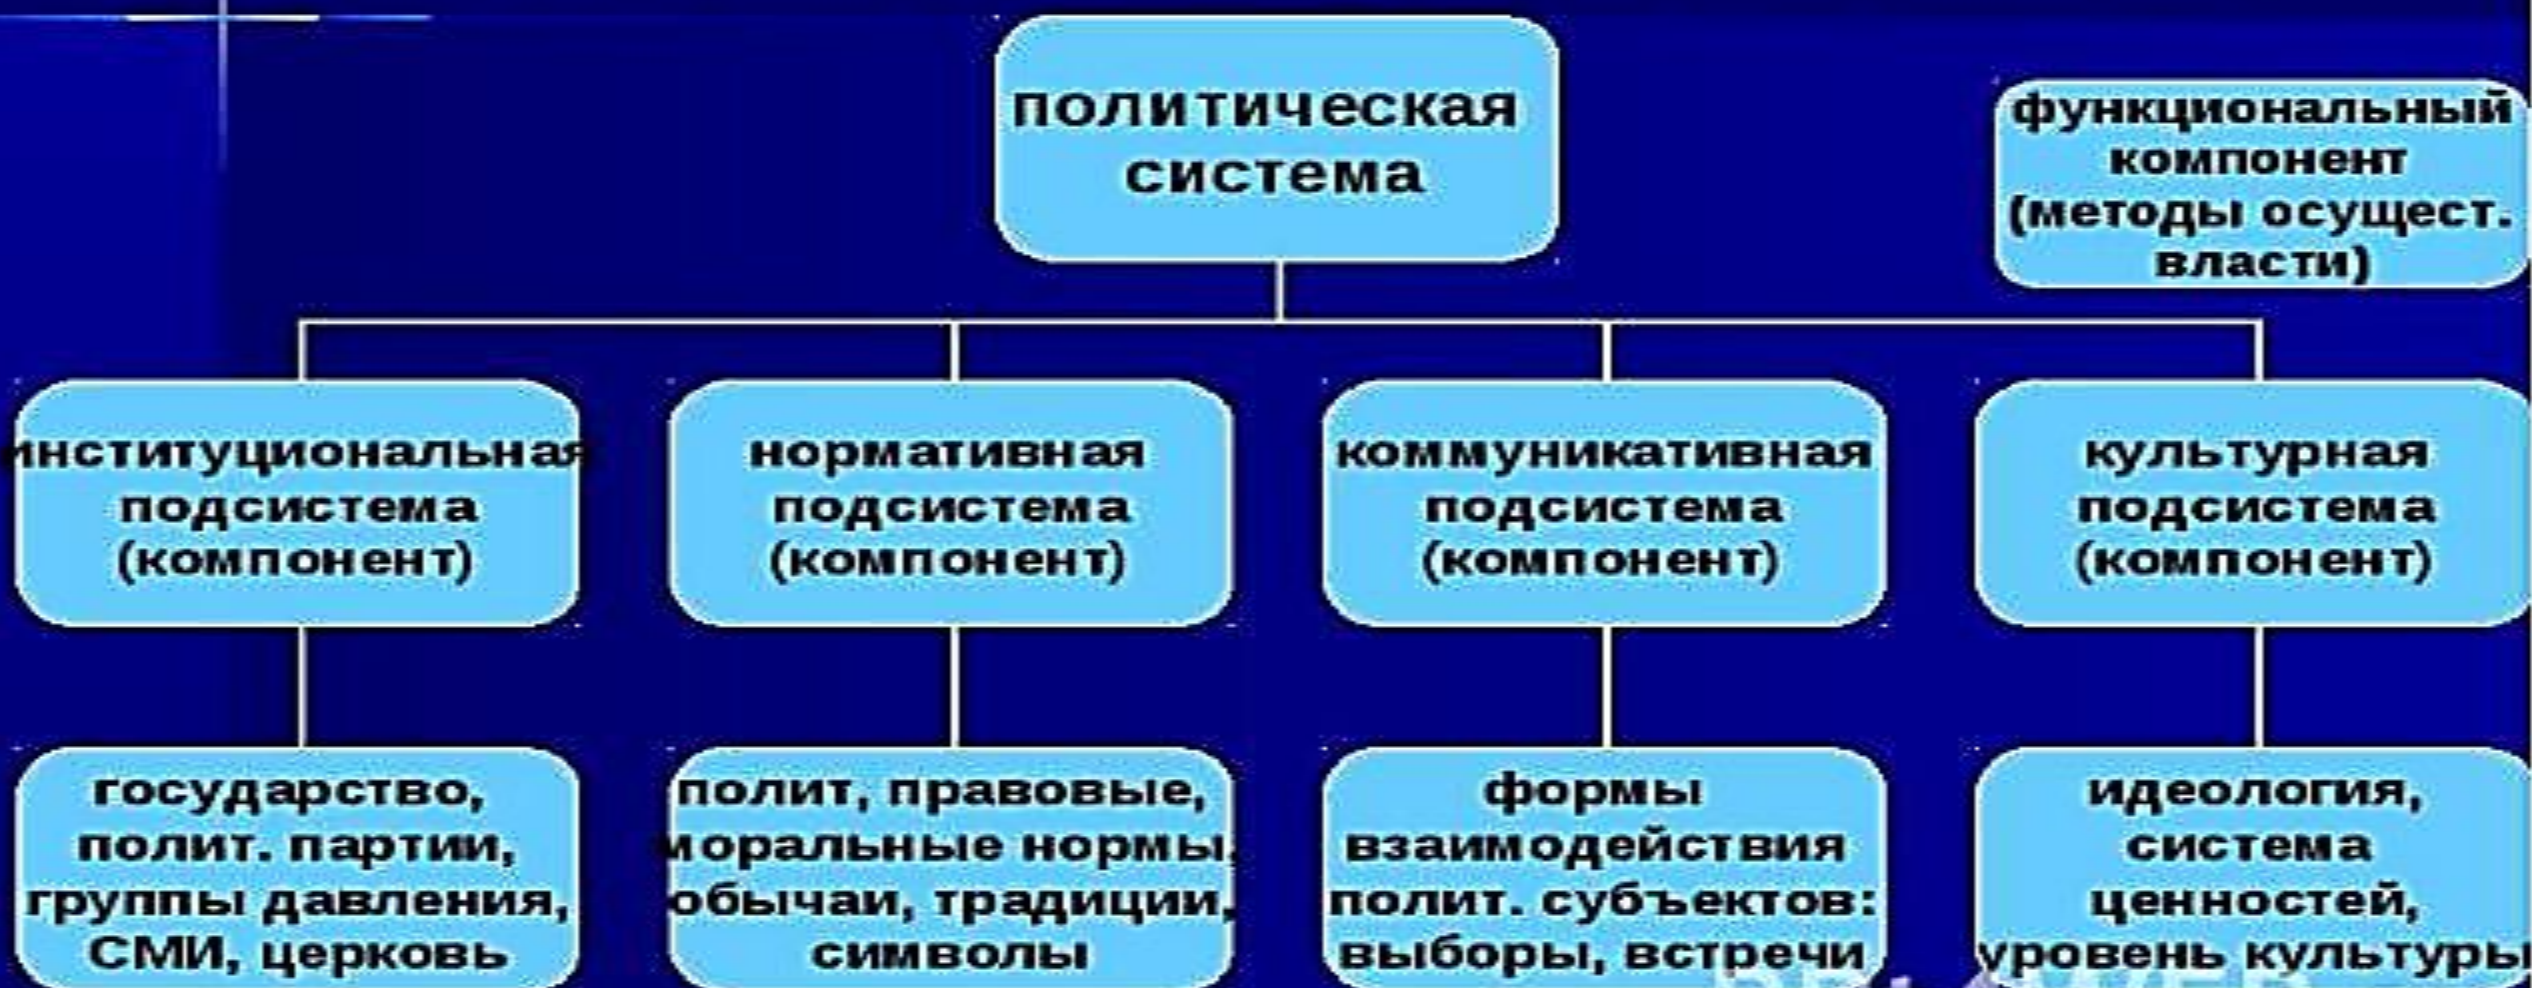 политическая
система
функциональный
компонент
(методы осущест.
власти)
институциональная
подсистема
(компонент)
нормативная
подсистема
(компонент)
коммуникативная
подсистема
(компонент)
культурная
подсистема
(компонент)
государство,
полит. партии,
группы давления,
СМИ, церковь
полит, правовые,
моральные нормы,
обычаи, традиции,
символы
формы
взаимодействия
полит. субъектов:
выборы, встречи
идеология,
система
ценностей,
уровень культуры